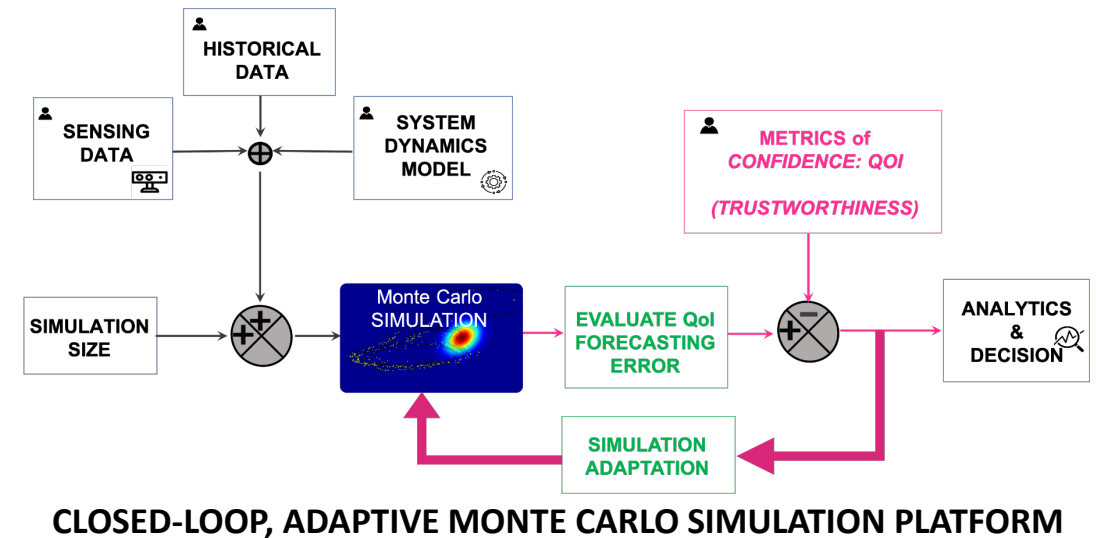 HISTORICAL
DATA
SENSING
DATA
SYSTEM
DYNAMICS
MODEL
METRICS of
CONFIDENCE: QOI
(TRUSTWORTHINESS)
SIMULATION
SIZE
+
+
Monte Carlo
SIMULATION
EVALUATE QoI
FORECASTING
ERROR
+
−
ANALYTICS
&
DECISION
SIMULATION
ADAPTATION
CLOSED-LOOP, ADAPTIVE MONTE CARLO SIMULATION PLATFORM